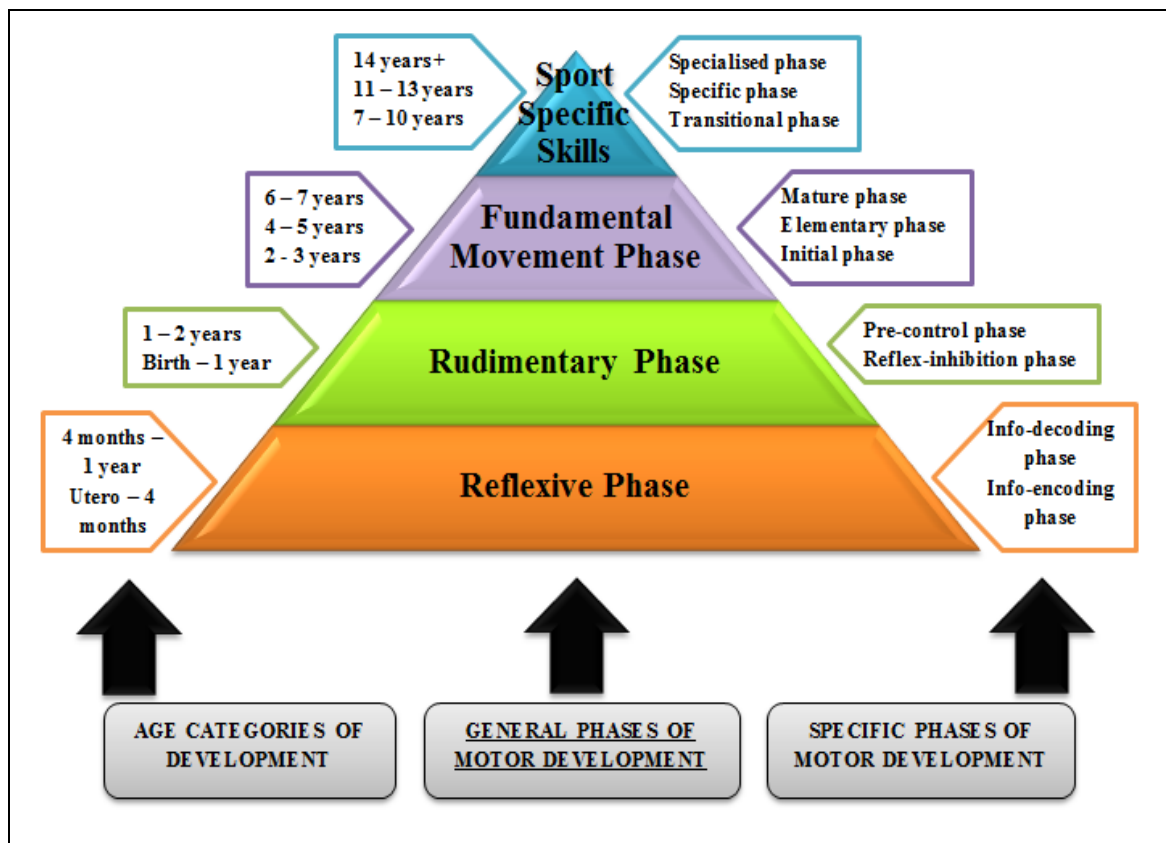 14 years+
11 – 13 years
7 – 10 years
Sport
Specific
Skills
Specialised phase
Specific phase
Transitional phase
6 – 7 years
4 – 5 years
2 - 3 years
Fundamental
Movement Phase
Mature phase
Elementary phase
Initial phase
1 – 2 years
Birth – 1 year
Rudimentary Phase
Pre-control phase
Reflex-inhibition phase
4 months –
1 year
Utero – 4
months
Reflexive Phase
Info-decoding
phase
Info-encoding
phase
AGE CATEGORIES OF
DEVELOPMENT
GENERAL PHASES OF
MOTOR DEVELOPMENT
SPECIFIC PHASES OF
MOTOR DEVELOPMENT